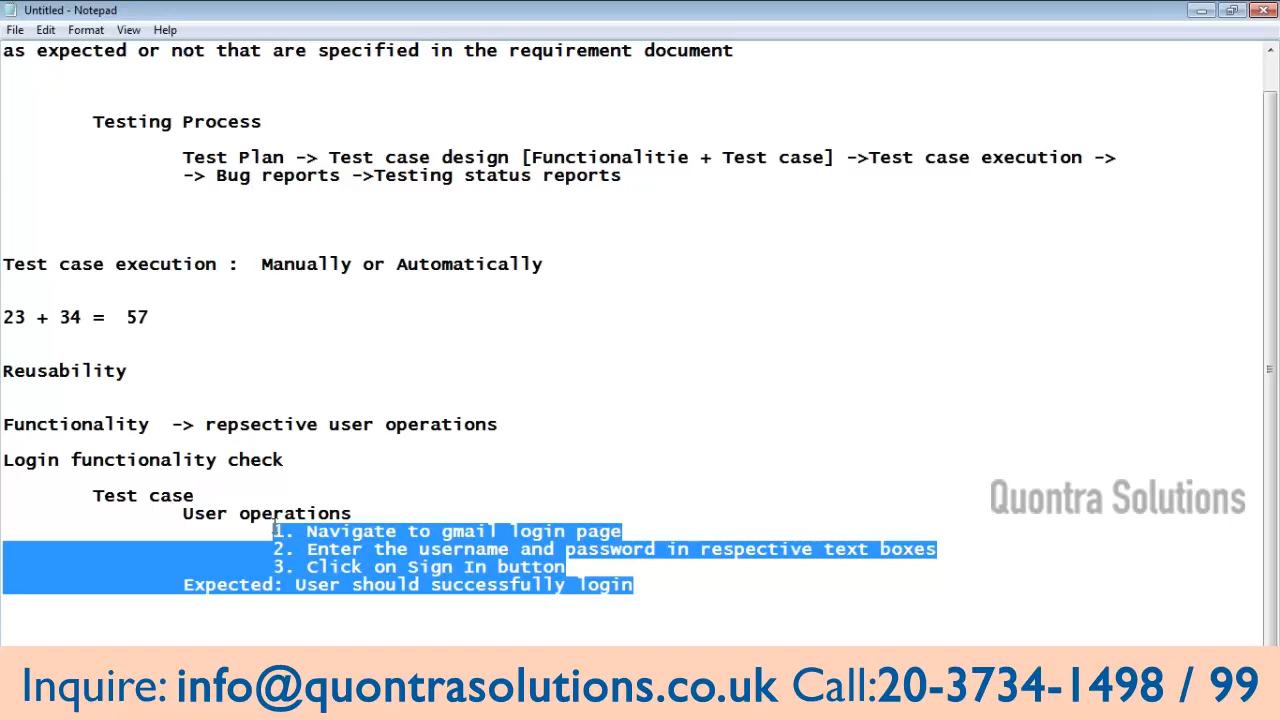 Untitled - Notepad
File Edit Format View Help
as expected or not that are specified in the requirement document
Testing Process
Test Plan -> Test case design [Functionalitie + Test case] ->Test case execution ->
-> Bug reports ->Testing status reports
Test case execution : Manually or Automatically
23 + 34 = 57
Reusability
Functionality -> repsective user operations
Login functionality check
Test case
User operations
1. Navigate to gmail login page
2. Enter the username and password in respective text boxes
3. Click on Sign In button
Expected: User should successfully login
Quontra Solutions
Inquire: info@quontrasolutions.co.uk Call:20-3734-1498 / 99